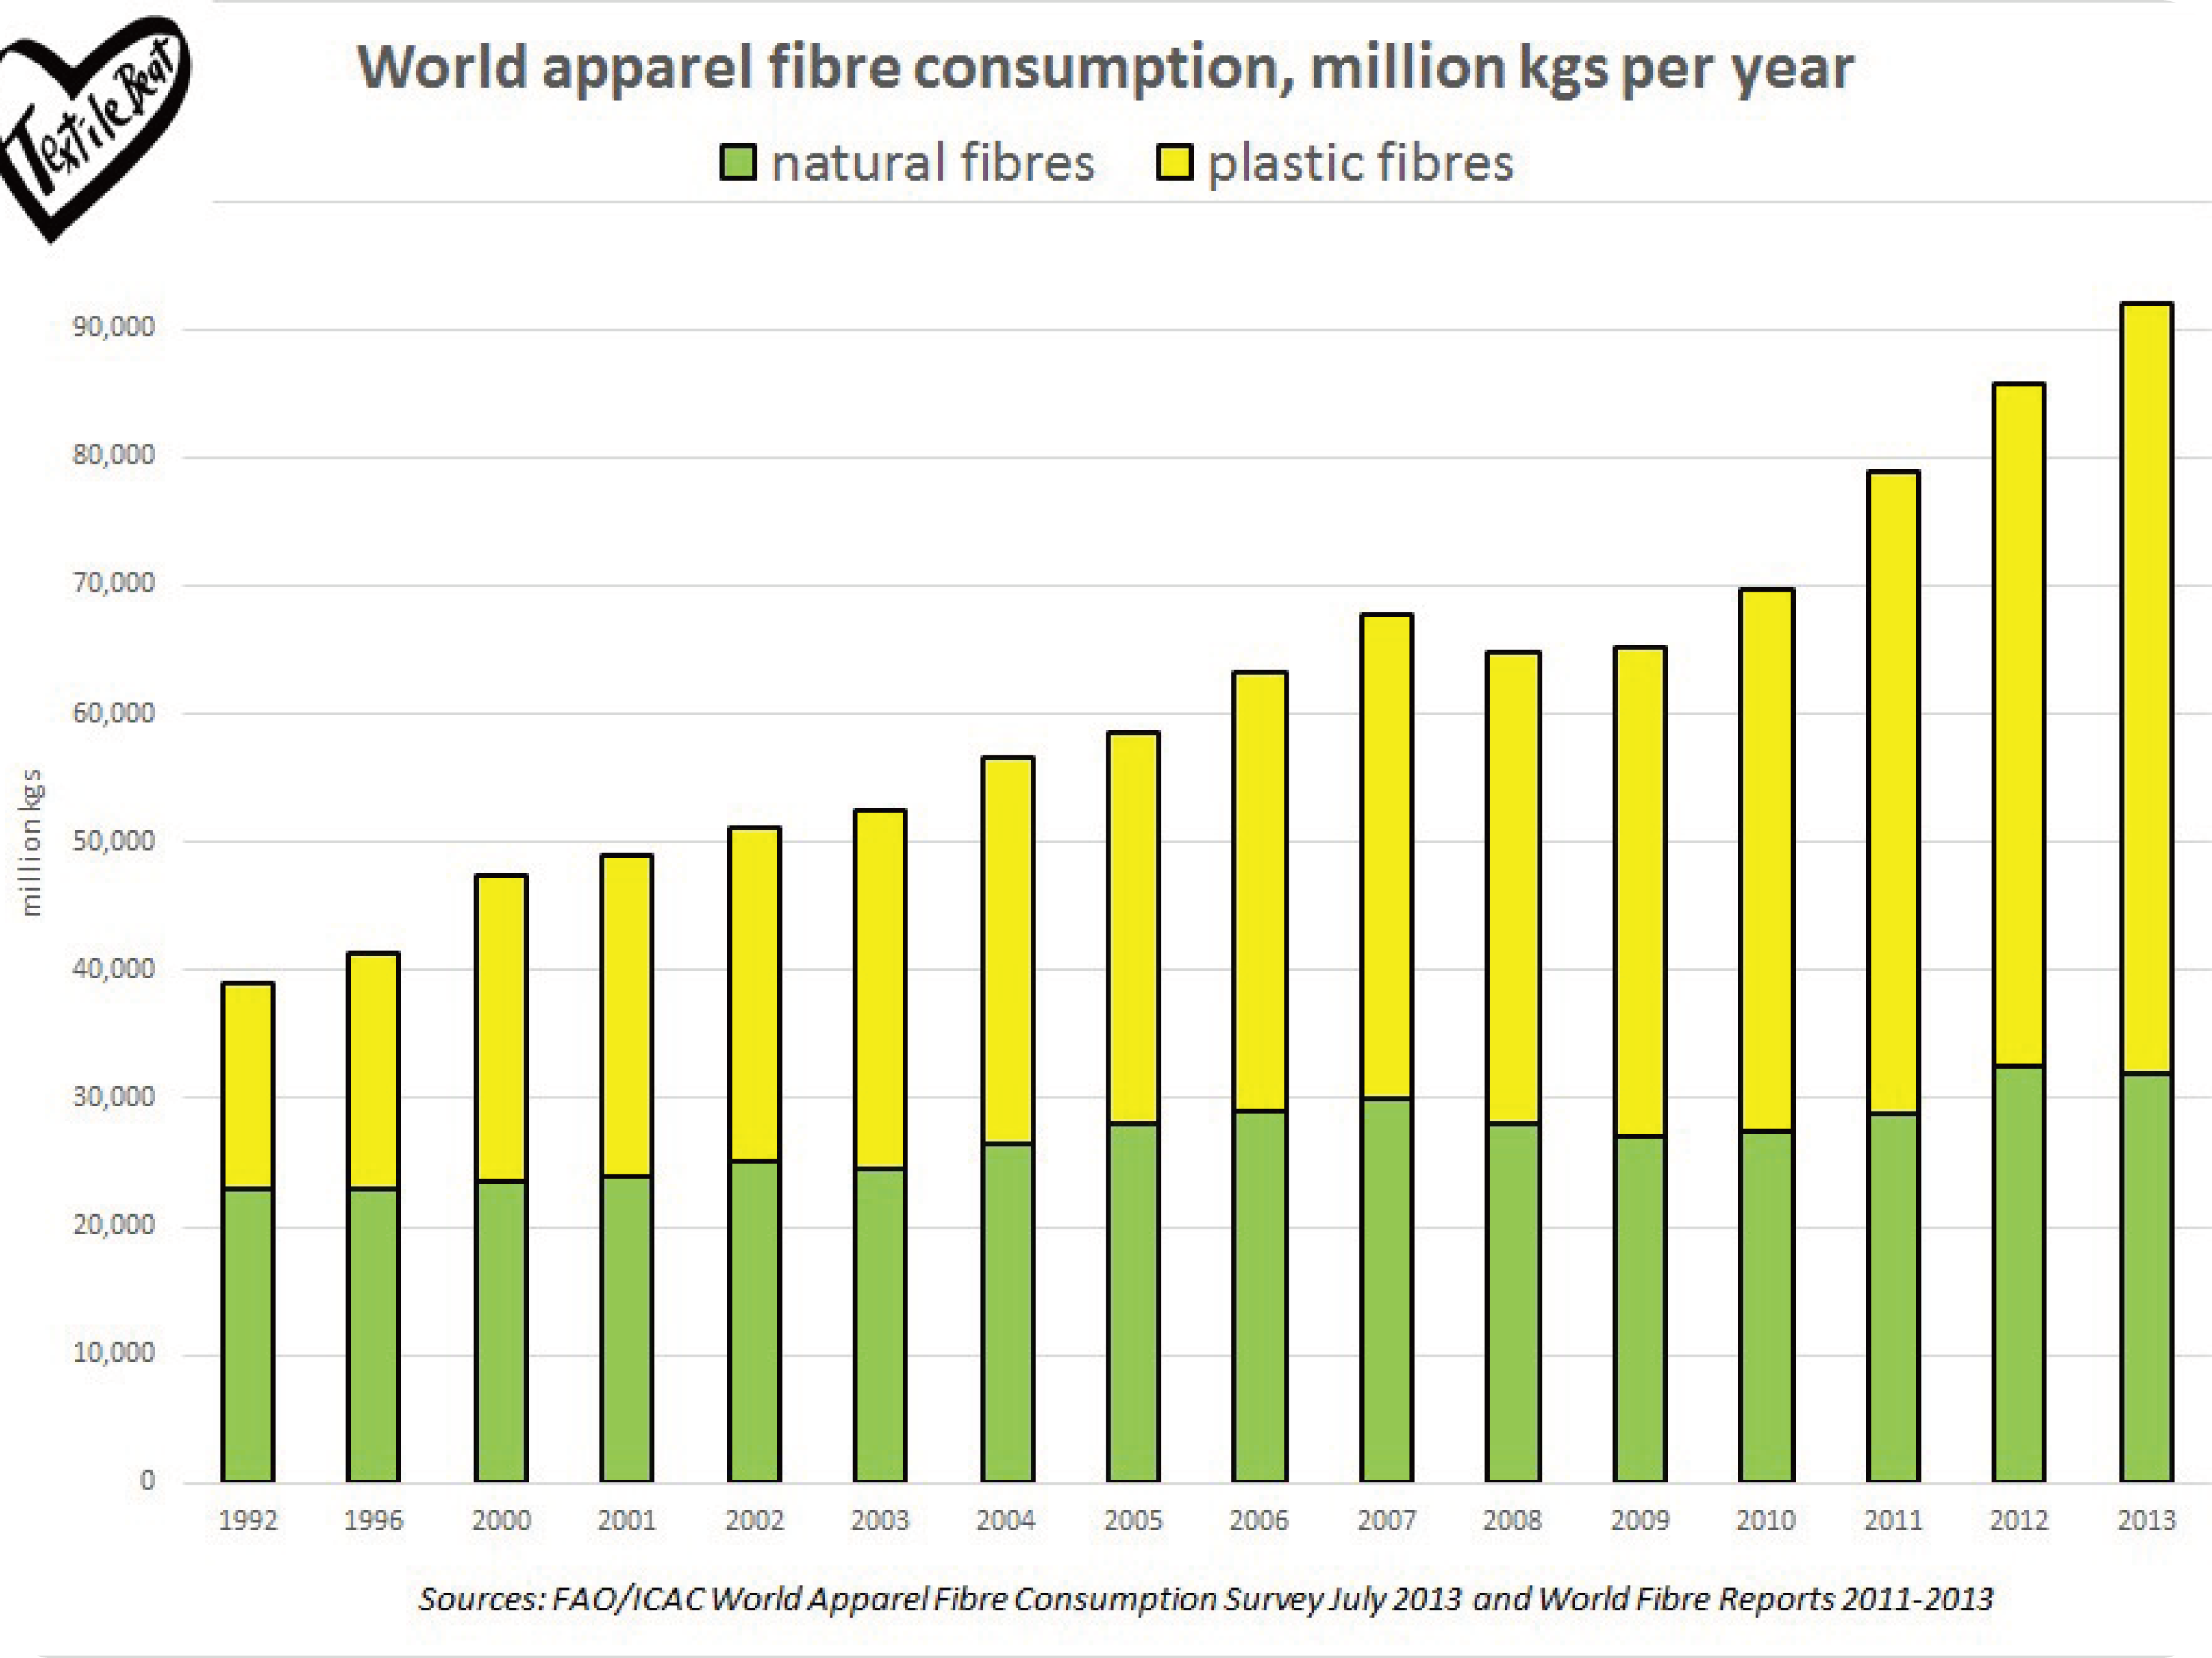 Textile Beat
World apparel fibre consumption, million kgs per year
natural fibres plastic fibres
90,000
80,000
70,000
60,000
50,000
40,000
30,000
20,000
10,000
0
million kgs
1992 1996 2000 2001 2002 2003 2004 2005 2006 2007 2008 2009 2010 2011 2012 2013
Sources: FAO/ICAC World Apparel Fibre Consumption Survey July 2013 and World Fibre Reports 2011-2013